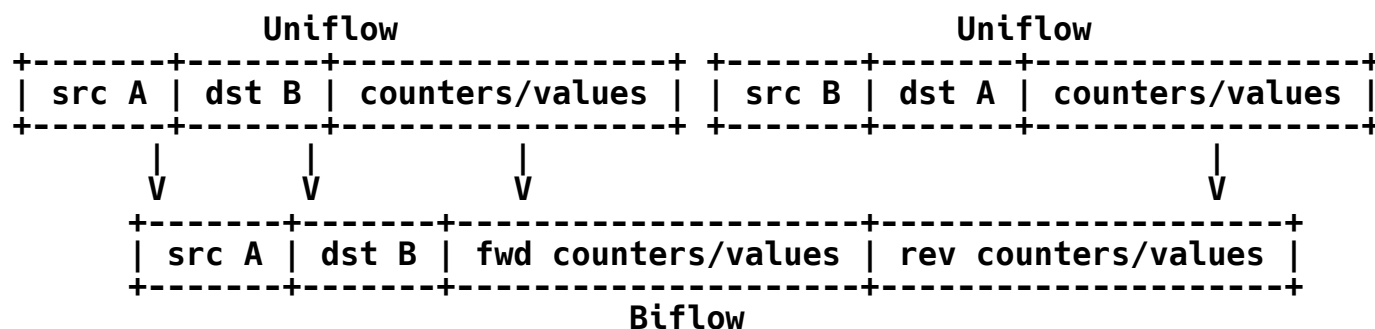 Uniflow                                     Uniflow
+-------+-------+-----------------+ +-------+-------+-----------------+
| src A | dst B | counters/values | | src B | dst A | counters/values |
+-------+-------+-----------------+ +-------+-------+-----------------+
        |       |          |                                   |
        V       V          V                                   V
       +-------+-------+---------------------+---------------------+
       | src A | dst B | fwd counters/values | rev counters/values |
       +-------+-------+---------------------+---------------------+
                                Biflow